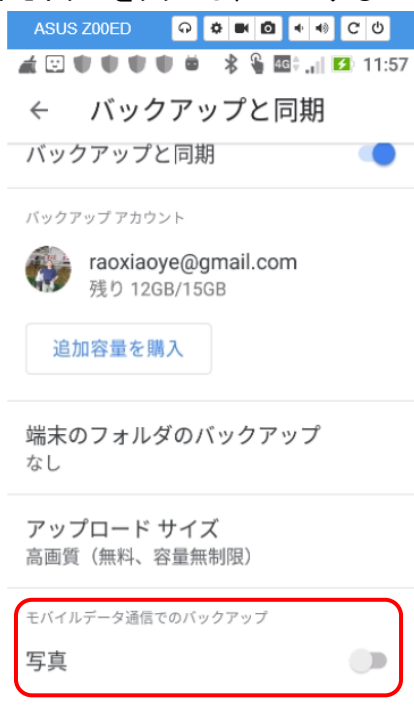 ASUS Z00ED
4G 11:57
← バックアップと同期
バックアップと同期
バックアップ アカウント
raoxiaoye@gmail.com
残り 12GB/15GB
追加容量を購入
端末のフォルダのバックアップ
なし
アップロード サイズ
高画質（無料、容量無制限）
モバイルデータ通信でのバックアップ
写真